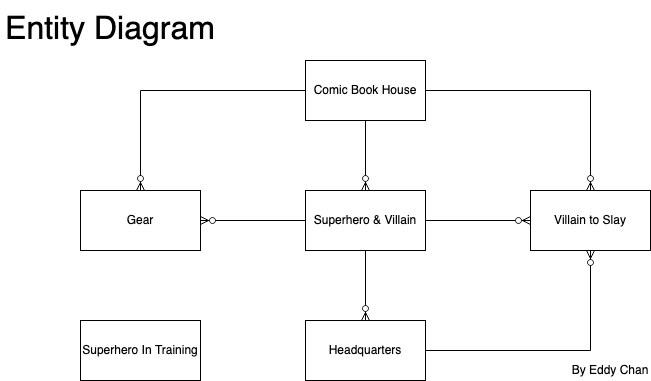 Entity Diagram
Comic Book House
Gear
Superhero & Villain
Villain to Slay
Superhero In Training
Headquarters
By Eddy Chan